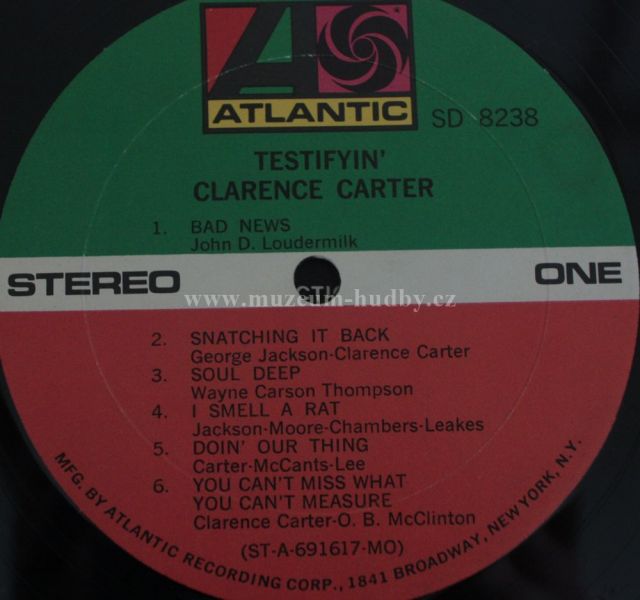 ATLANTIC
SD 8238
TESTIFYIN'
CLARENCE CARTER
1. BAD NEWS
John D. Loudermilk
STEREO
ONE
www.muzeum-hudby.cz
2. SNATCHING IT BACK
George Jackson-Clarence Carter
3. SOUL DEEP
Wayne Carson Thompson
4. I SMELL A RAT
Jackson-Moore-Chambers-Leakes
5. DOIN' OUR THING
Carter-McCants-Lee
6. YOU CAN'T MISS WHAT
YOU CAN'T MEASURE
Clarence Carter-O. B. McClinton
(ST-A-691617-MO)
MFG. BY ATLANTIC RECORDING CORP., 1841 BROADWAY, NEW YORK, N.Y.